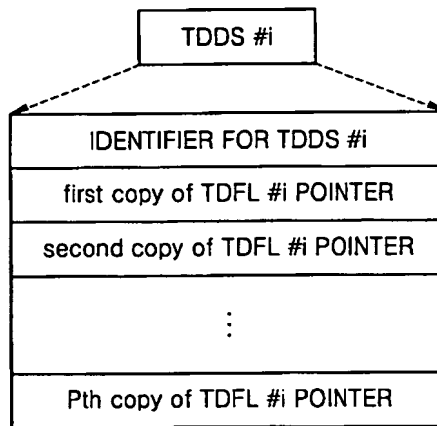 TDDS #i
IDENTIFIER FOR TDDS #i
first copy of TDFL #i POINTER
second copy of TDFL #i POINTER
⋮
Pth copy of TDFL #i POINTER